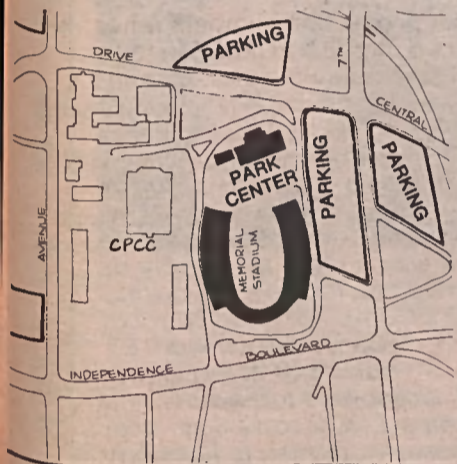 PARKING
DRIVE
7TH
CENTRAL
PARK
CENTER
PARKING
PARKING
MEMORIAL
STADIUM
CPCC
AVENUE
BOULEVARD
INDEPENDENCE